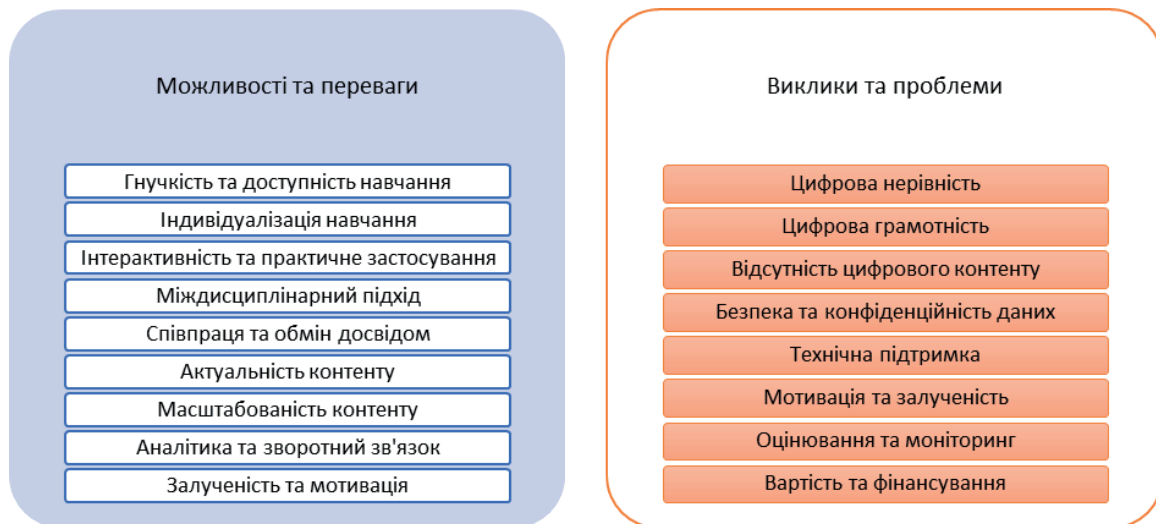 Можливості та переваги
Гнучкість та доступність навчання
Індивідуалізація навчання
Інтерактивність та практичне застосування
Міждисциплінарний підхід
Співпраця та обмін досвідом
Актуальність контенту
Масштабованість контенту
Аналітика та зворотний зв'язок
Залученість та мотивація
Виклики та проблеми
Цифрова нерівність
Цифрова грамотність
Відсутність цифрового контенту
Безпека та конфіденційність даних
Технічна підтримка
Мотивація та залученість
Оцінювання та моніторинг
Вартість та фінансування